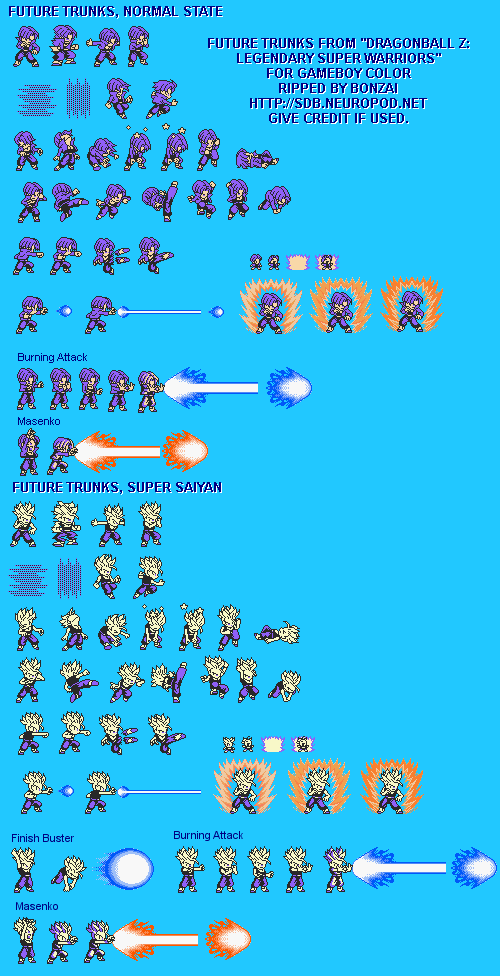 FUTURE TRUNKS, NORMAL STATE
FUTURE TRUNKS FROM "DRAGONBALL Z:
LEGENDARY SUPER WARRIORS"
FOR GAMEBOY COLOR
RIPPED BY BONZAI
HTTP://SDB.NEUROPOD.NET
GIVE CREDIT IF USED.
Burning Attack
Masenko
FUTURE TRUNKS, SUPER SAIYAN
Finish Buster
Burning Attack
Masenko